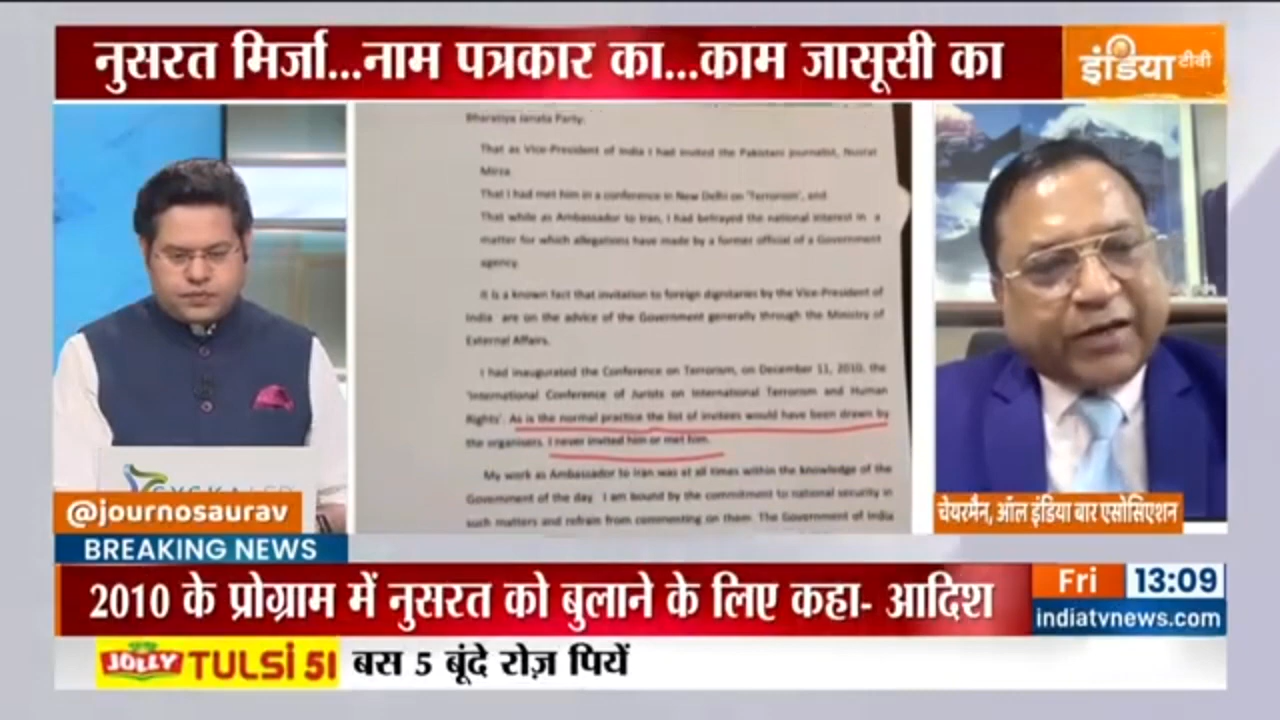 नुसरत मिर्जा...नाम पत्रकार का...काम जासूसी का
इंडिया टीवी
Bharatiya Janata Party.
That as Vice-President of India I had invited the Pakistani journalist, Nusrat
Mirza
That I had met him in a conference in New Delhi on 'Terrorism', and
That while as Ambassador to Iran, I had betrayed the national interest in a
matter for which allegations have made by a former official of a Government
agency.
It is a known fact that invitation to foreign dignitaries by the Vice-President of
India are on the advice of the Government generally through the Ministry of
External Affairs.
I had inaugurated the Conference on Terrorism, on December 11, 2010, the
'International Conference of Jurists on International Terrorism and Human
Rights'. As is the normal practice the list of invitees would have been drawn by
the organisers. I never invited him or met him.
My work as Ambassador to Iran was at all times within the knowledge of the
Government of the day. I am bound by the commitment to national security in
such matters and refrain from commenting on them. The Government of India
@journosaurav
चेयरमैन, ऑल इंडिया बार एसोसिएशन
BREAKING NEWS
2010 के प्रोग्राम में नुसरत को बुलाने के लिए कहा- आदिश
Fri 13:09
indiatvnews.com
JOLLY TULSi 51 बस 5 बूंदे रोज़ पियें